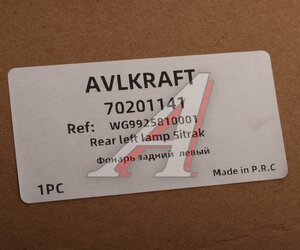 AVLKRAFT
70201141
Ref: WG9925810001
Rear left lamp Sitrak
Фонарь задний левый
1PC Made in P.R.C